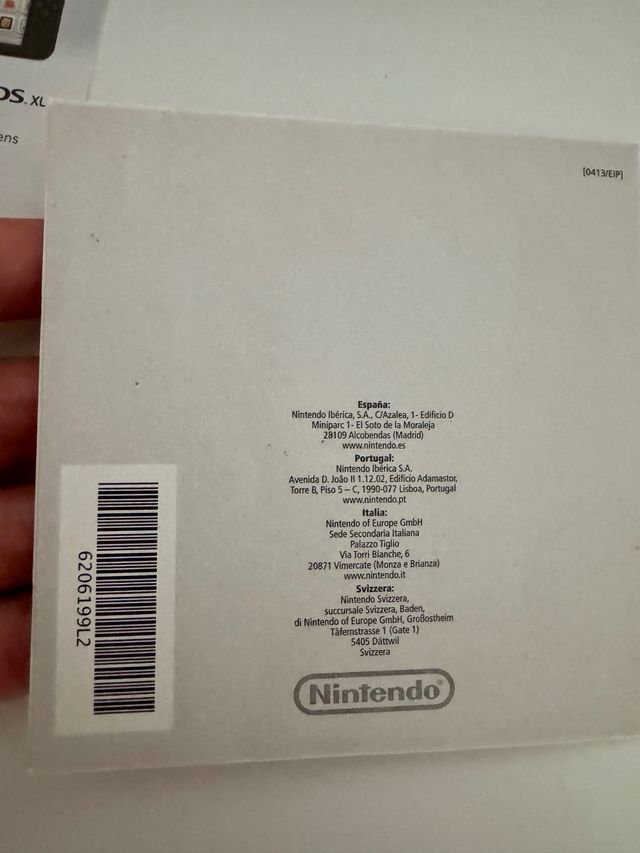 DS XL
ens
[0413/EIP]
España:
Nintendo Ibérica, S.A., C/Azalea, 1- Edificio D
Miniparc 1- El Soto de la Moraleja
28109 Alcobendas (Madrid)
www.nintendo.es
Portugal:
Nintendo Ibérica S.A.
Avenida D. João II 1.12.02, Edifício Adamastor,
Torre B, Piso 5 – C, 1990-077 Lisboa, Portugal
www.nintendo.pt
Italia:
Nintendo of Europe GmbH
Sede Secondaria Italiana
Palazzo Tiglio
Via Torri Bianche, 6
20871 Vimercate (Monza e Brianza)
www.nintendo.it
Svizzera:
Nintendo Svizzera,
succursale Svizzera, Baden,
di Nintendo of Europe GmbH, Großostheim
Täfernstrasse 1 (Gate 1)
5405 Dättwil
Svizzera
Nintendo®
6206199L2